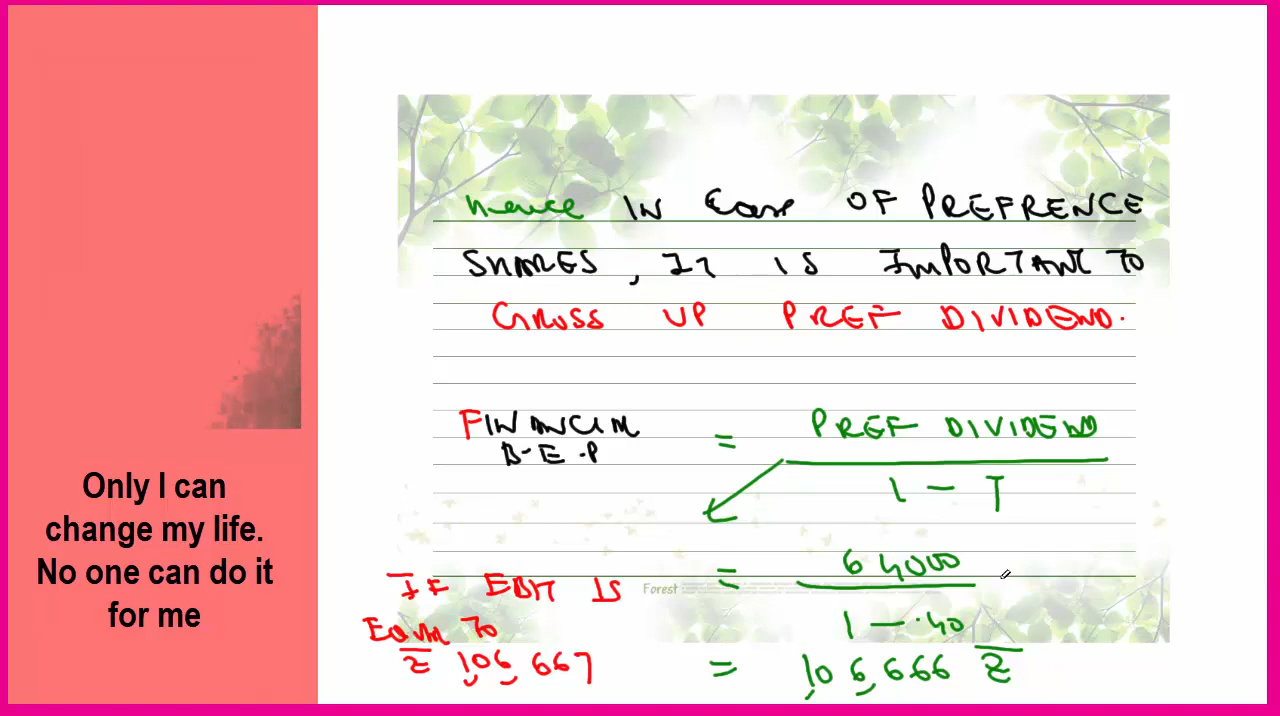 Only I can
change my life.
No one can do it
for me
hence IN Case OF PREFRENCE
SHARES, IT IS IMPORTANT TO
GROSS UP PREF DIVIDEND.
FINANCIAL B.E.P = PREF DIVIDEND
1 - T
= 64000
1 - .40
= 106,666 ₹
IF EBIT IS
Equal TO
₹ 106,667
Forest